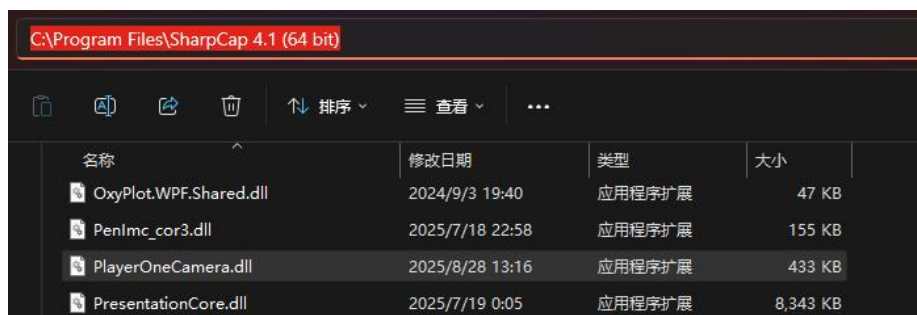 C:\Program Files\SharpCap 4.1 (64 bit)
排序 查看
名称 修改日期 类型 大小
OxyPlot.WPF.Shared.dll 2024/9/3 19:40 应用程序扩展 47 KB
PenImc_cor3.dll 2025/7/18 22:58 应用程序扩展 155 KB
PlayerOneCamera.dll 2025/8/28 13:16 应用程序扩展 433 KB
PresentationCore.dll 2025/7/19 0:05 应用程序扩展 8,343 KB